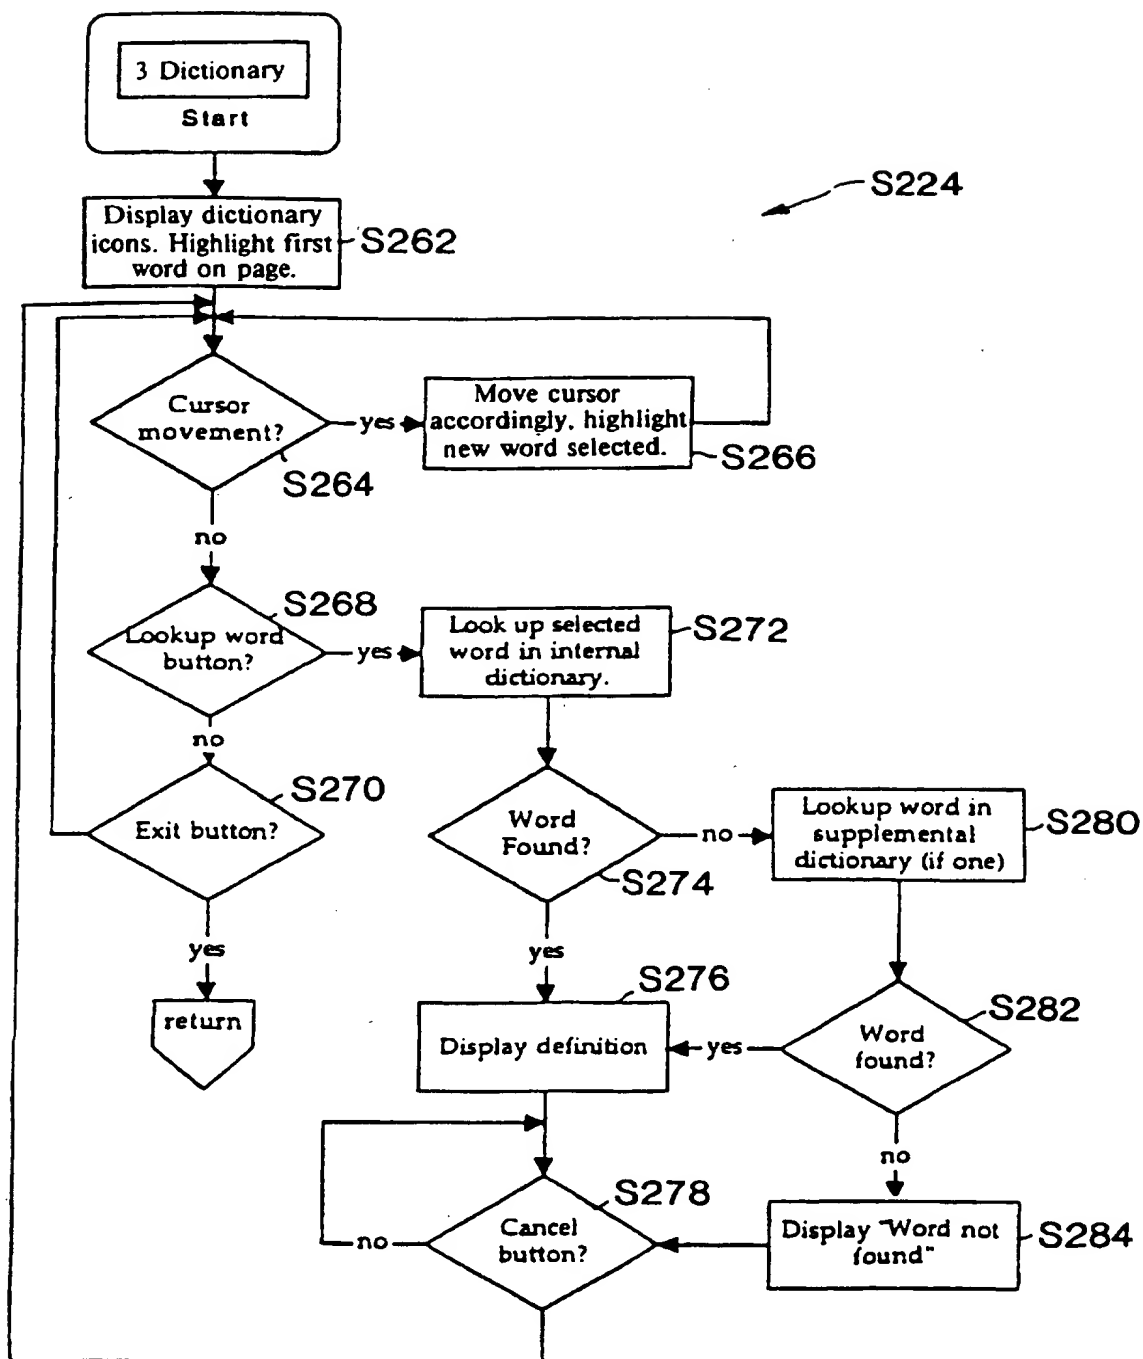 3 Dictionary
Start
S224
Display dictionary
icons. Highlight first
word on page.
S262
Cursor
movement?
yes
Move cursor
accordingly, highlight
new word selected.
S266
S264
no
S268
Lookup word
button?
yes
Look up selected
word in internal
dictionary.
S272
no
S270
Exit button?
Word
Found?
no
Lookup word in
supplemental
dictionary (if one)
S280
S274
yes
yes
return
S276
Display definition
yes
Word
found?
S282
no
S278
Cancel
button?
no
Display "Word not
found"
S284